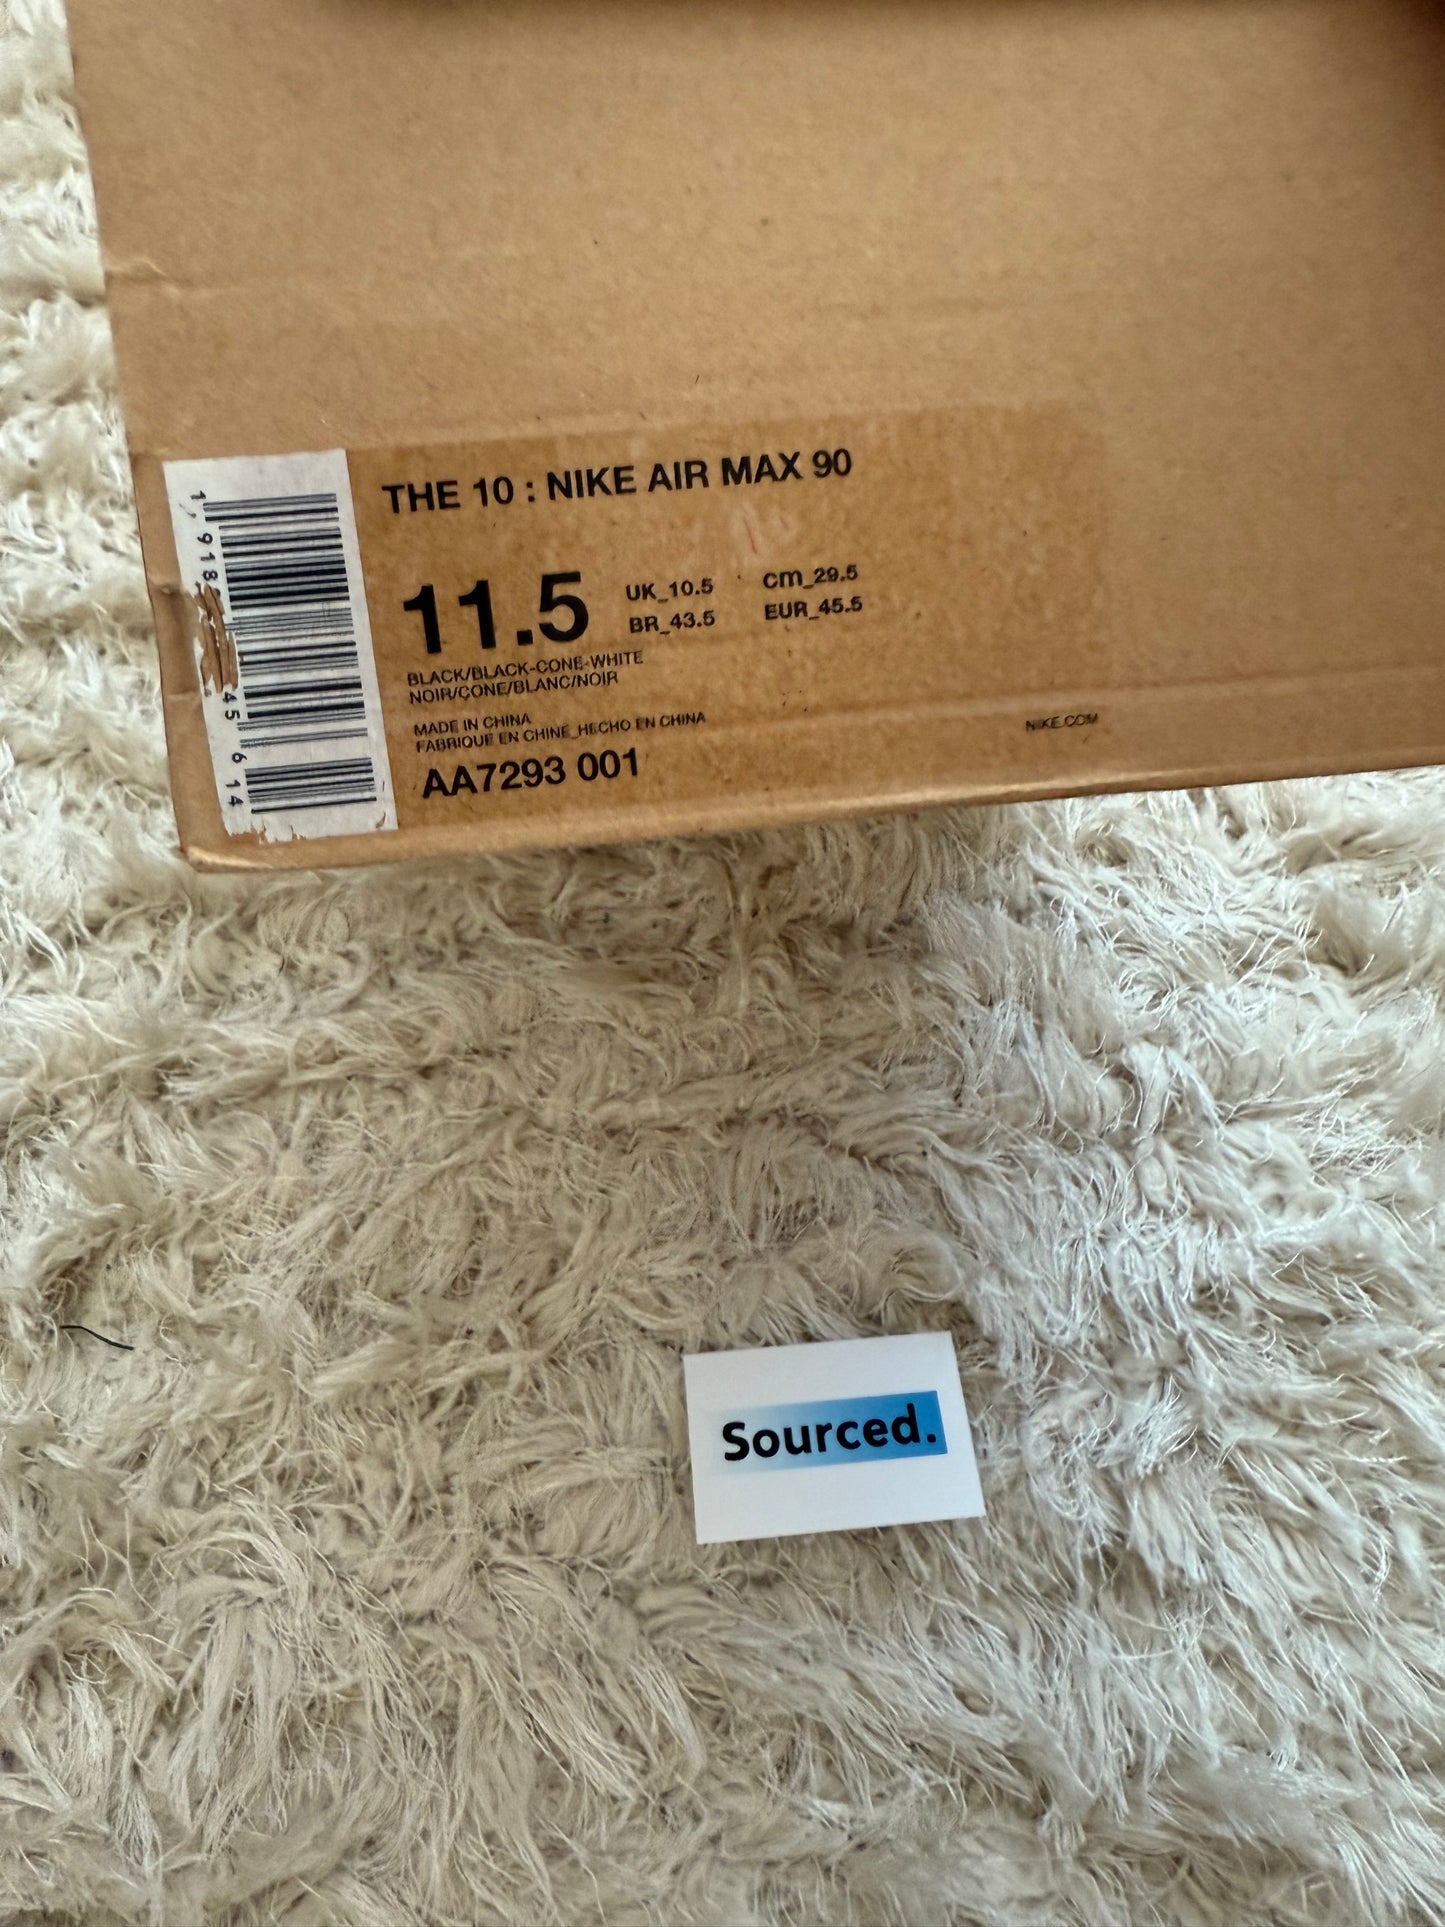 THE 10 : NIKE AIR MAX 90
11.5
UK_10.5 cm_29.5
BR_43.5 EUR_45.5
BLACK/BLACK-CONE-WHITE
NOIR/CONE/BLANC/NOIR
MADE IN CHINA
FABRIQUE EN CHINE_HECHO EN CHINA
AA7293 001
NIKE.COM
Sourced.